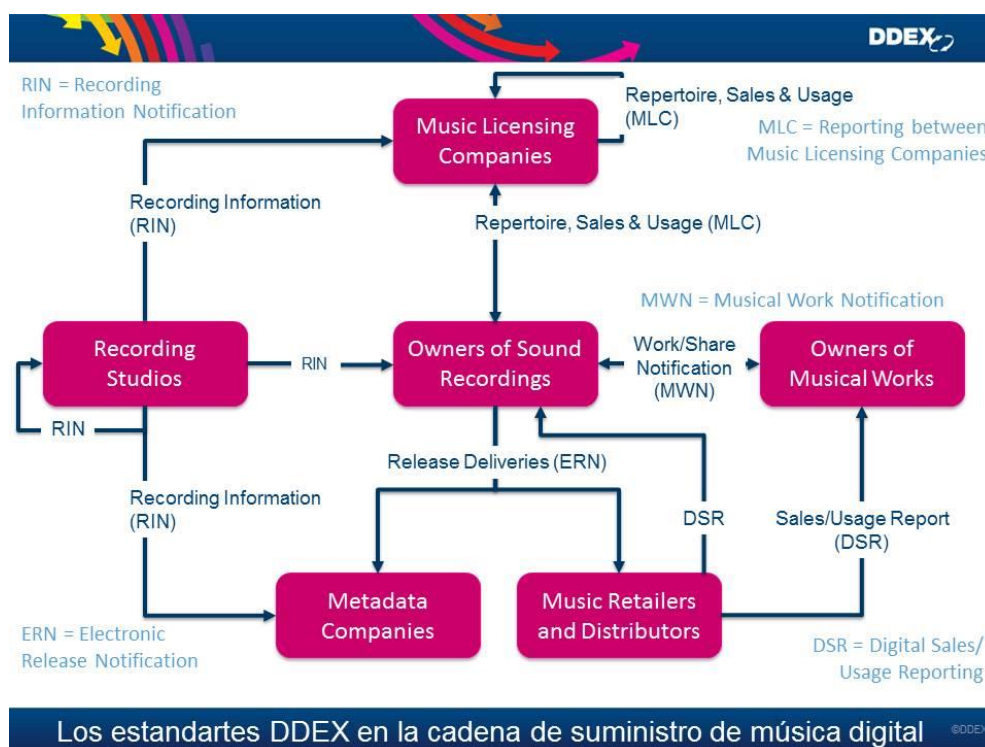 DDEX
RIN = Recording
Information Notification
Repertoire, Sales & Usage
(MLC)
Music Licensing
Companies
MLC = Reporting between
Music Licensing Companies
Recording Information
(RIN)
Repertoire, Sales & Usage (MLC)
MWN = Musical Work Notification
Recording
Studios
RIN
Owners of Sound
Recordings
Work/Share
Notification
(MWN)
Owners of
Musical Works
RIN
Release Deliveries (ERN)
Recording Information
(RIN)
DSR
Sales/Usage Report
(DSR)
Metadata
Companies
Music Retailers
and Distributors
ERN = Electronic
Release Notification
DSR = Digital Sales/
Usage Reporting
Los estandartes DDEX en la cadena de suministro de música digital
©DDEX